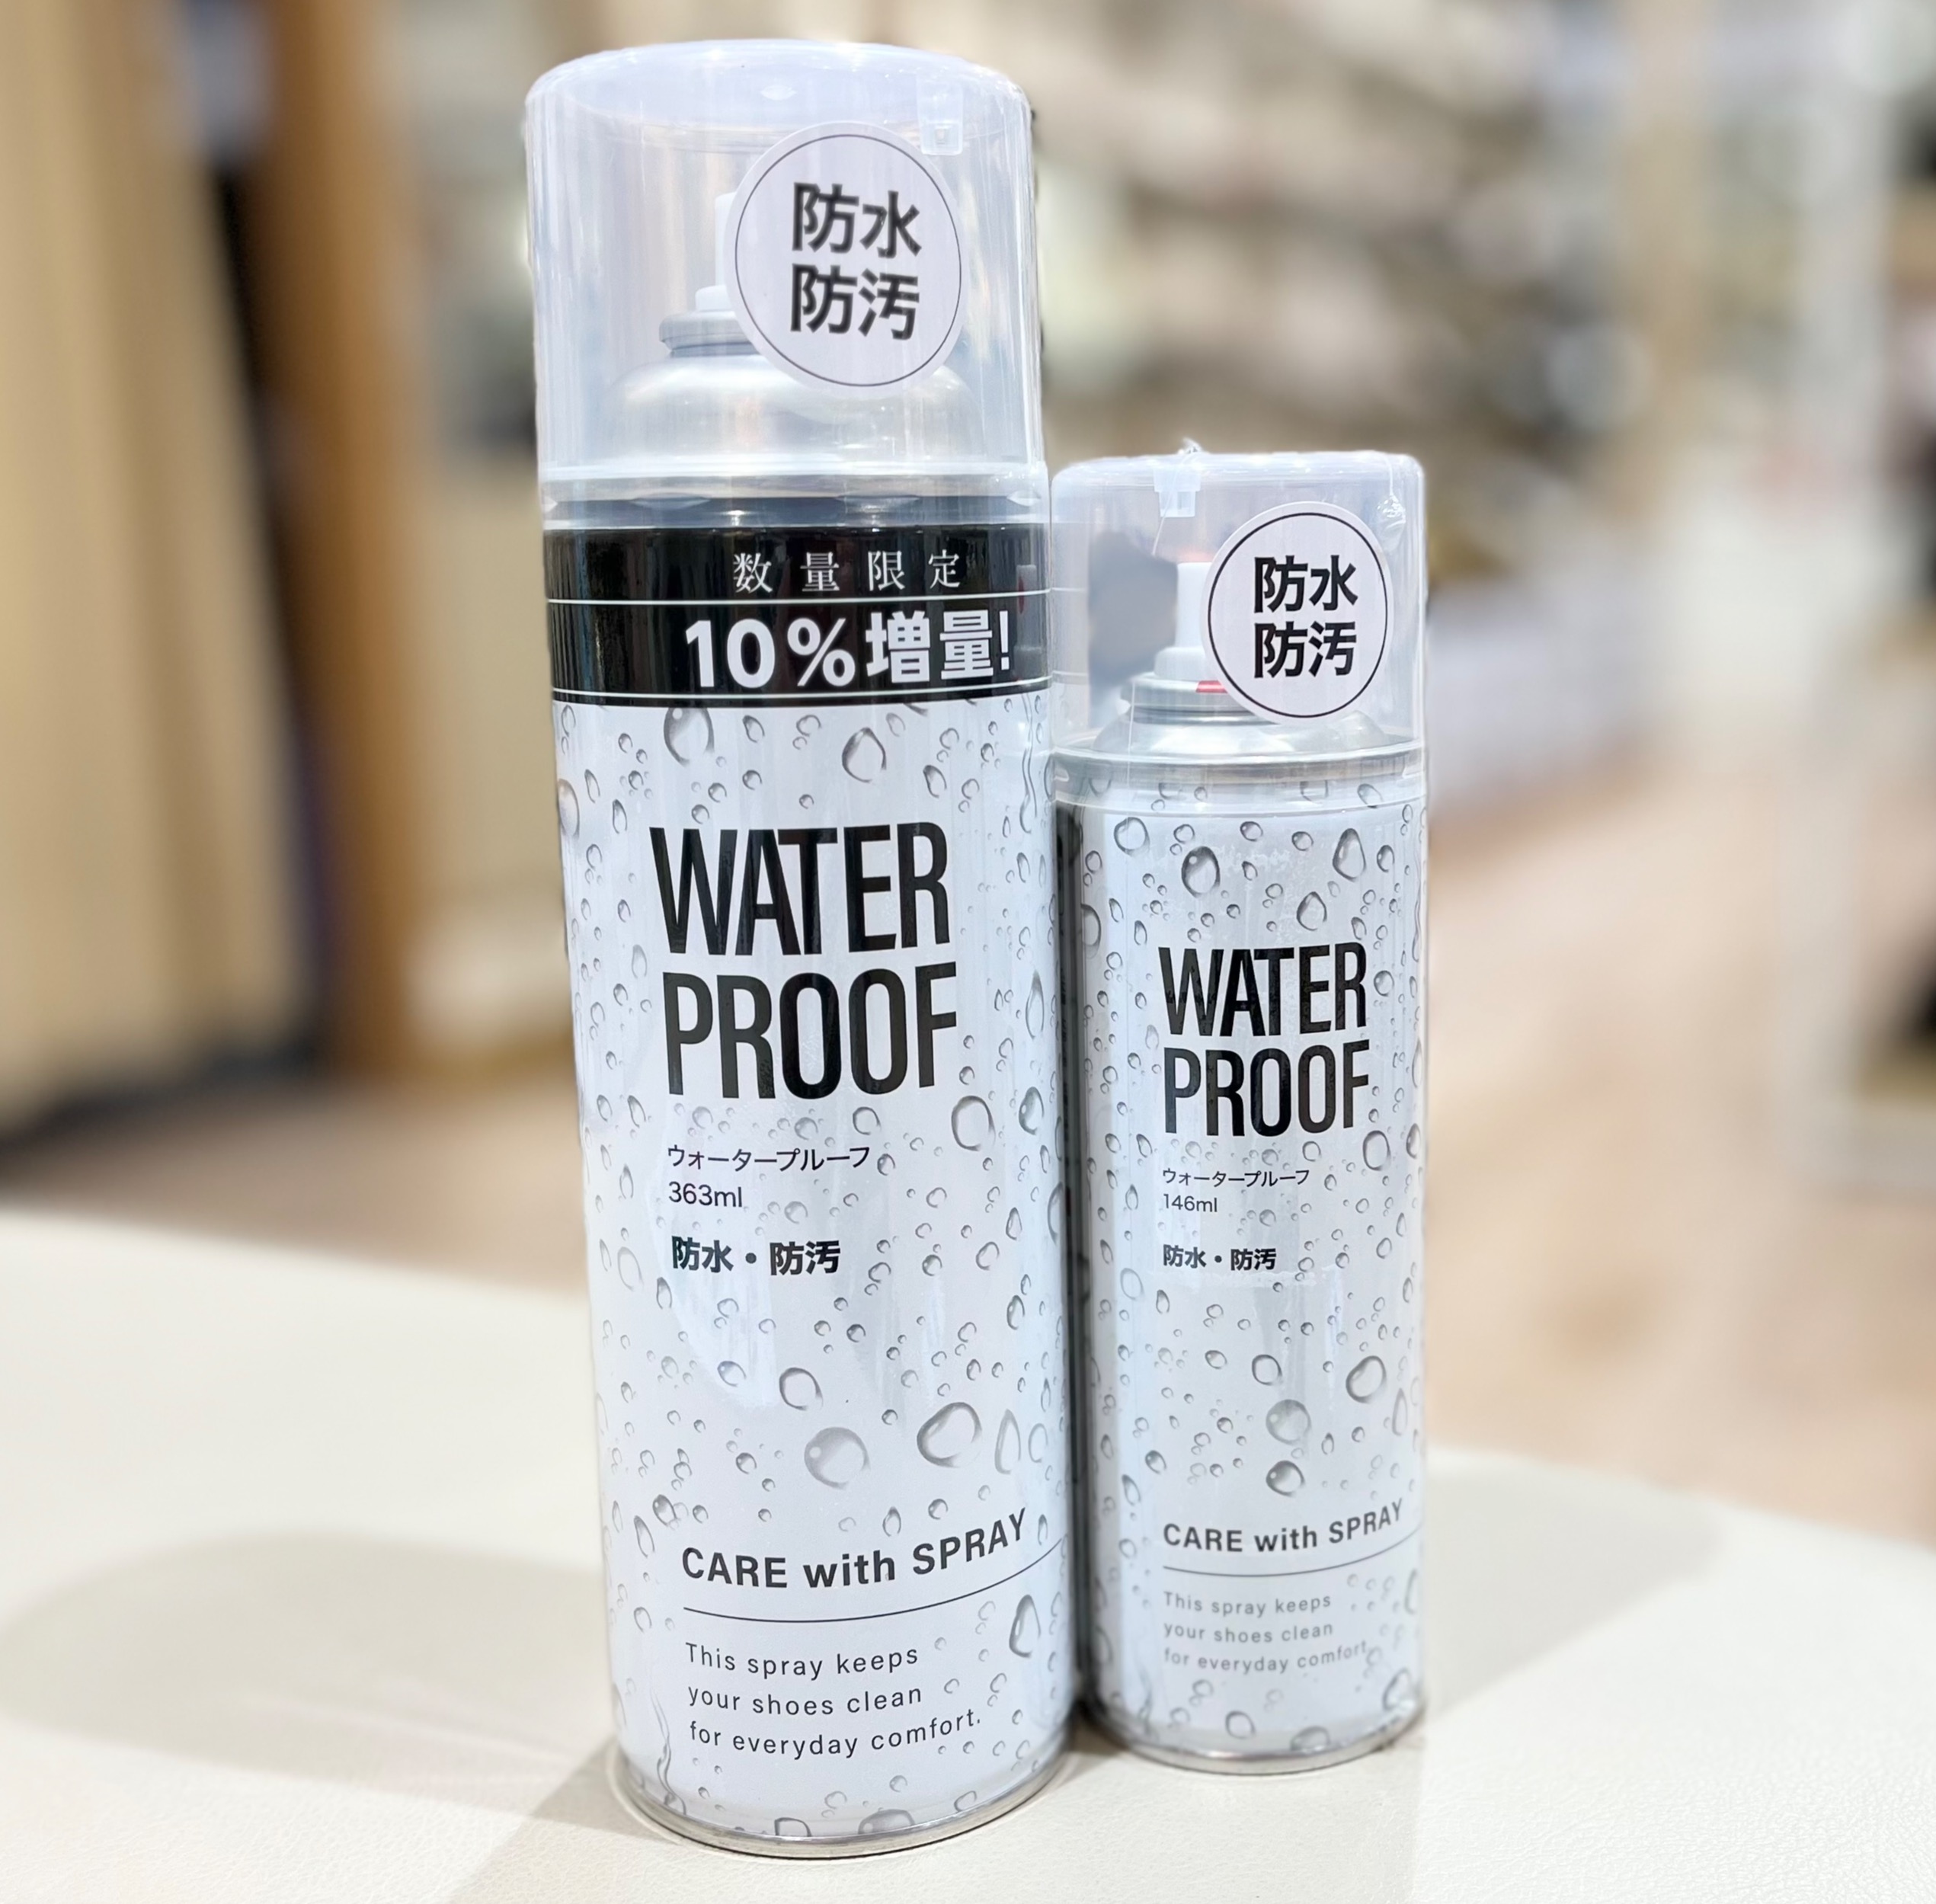 防水
防汚
数量限定
10%増量!
WATER
PROOF
ウォータープルーフ
363ml
防水・防汚
CARE with SPRAY
This spray keeps
your shoes clean
for everyday comfort.
防水
防汚
WATER
PROOF
ウォータープルーフ
146ml
防水・防汚
CARE with SPRAY
This spray keeps
your shoes clean
for everyday comfort.